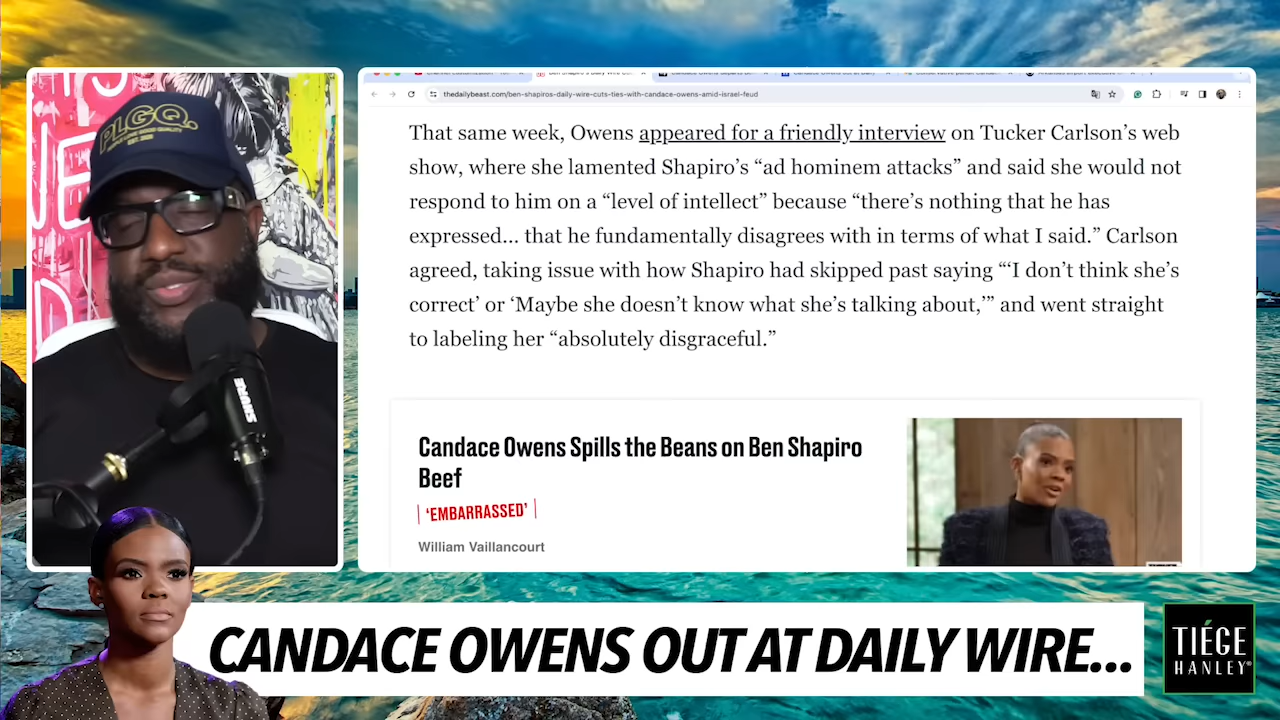 PLGQ.
thedailybeast.com/ben-shapiros-daily-wire-cuts-ties-with-candace-owens-amid-israel-feud
That same week, Owens appeared for a friendly interview on Tucker Carlson’s web
show, where she lamented Shapiro’s “ad hominem attacks” and said she would not
respond to him on a “level of intellect” because “there’s nothing that he has
expressed... that he fundamentally disagrees with in terms of what I said.” Carlson
agreed, taking issue with how Shapiro had skipped past saying “‘I don’t think she’s
correct’ or ‘Maybe she doesn’t know what she’s talking about,’” and went straight
to labeling her “absolutely disgraceful.”
Candace Owens Spills the Beans on Ben Shapiro
Beef
‘EMBARRASSED’
William Vaillancourt
SHURE
CANDACE OWENS OUT AT DAILY WIRE...
TIÉGE
HANLEY®